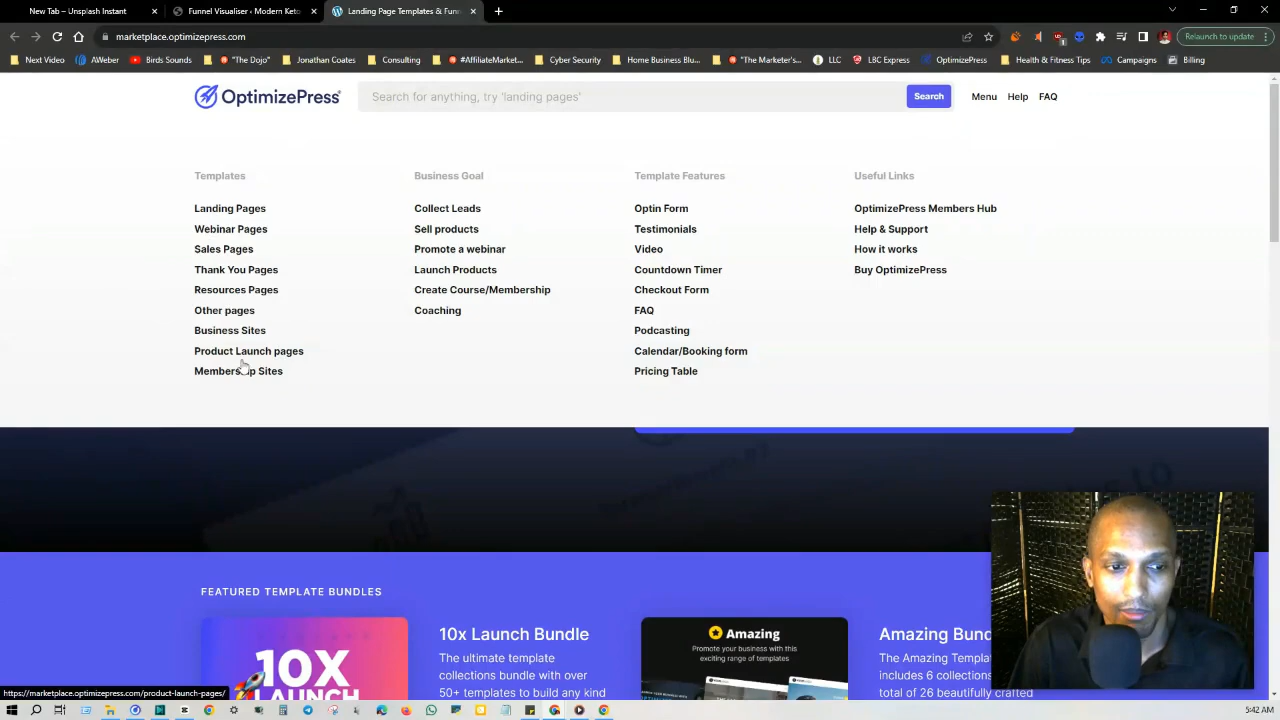 New Tab – Unsplash Instant
Funnel Visualiser ‹ Modern Keto
Landing Page Templates & Funn
marketplace.optimizepress.com
Relaunch to update
Next Video
AWeber
Birds Sounds
** "The Dojo"
Jonathan Coates
Consulting
** #AffiliateMarket...
Cyber Security
Home Business Blu...
** "The Marketer's...
LLC
LBC Express
OptimizePress
Health & Fitness Tips
Campaigns
Billing
OptimizePress
Search for anything, try 'landing pages'
Search
Menu
Help
FAQ
Templates
Landing Pages
Webinar Pages
Sales Pages
Thank You Pages
Resources Pages
Other pages
Business Sites
Product Launch pages
Membership Sites
Business Goal
Collect Leads
Sell products
Promote a webinar
Launch Products
Create Course/Membership
Coaching
Template Features
Optin Form
Testimonials
Video
Countdown Timer
Checkout Form
FAQ
Podcasting
Calendar/Booking form
Pricing Table
Useful Links
OptimizePress Members Hub
Help & Support
How it works
Buy OptimizePress
FEATURED TEMPLATE BUNDLES
10X
LAUNCH
10x Launch Bundle
The ultimate template
collections bundle with over
50+ templates to build any kind
Amazing
Promote your business with this
exciting range of templates
Amazing Bund
The Amazing Templa
includes 6 collections
total of 26 beautifully crafted
https://marketplace.optimizepress.com/product-launch-pages/
5:42 AM